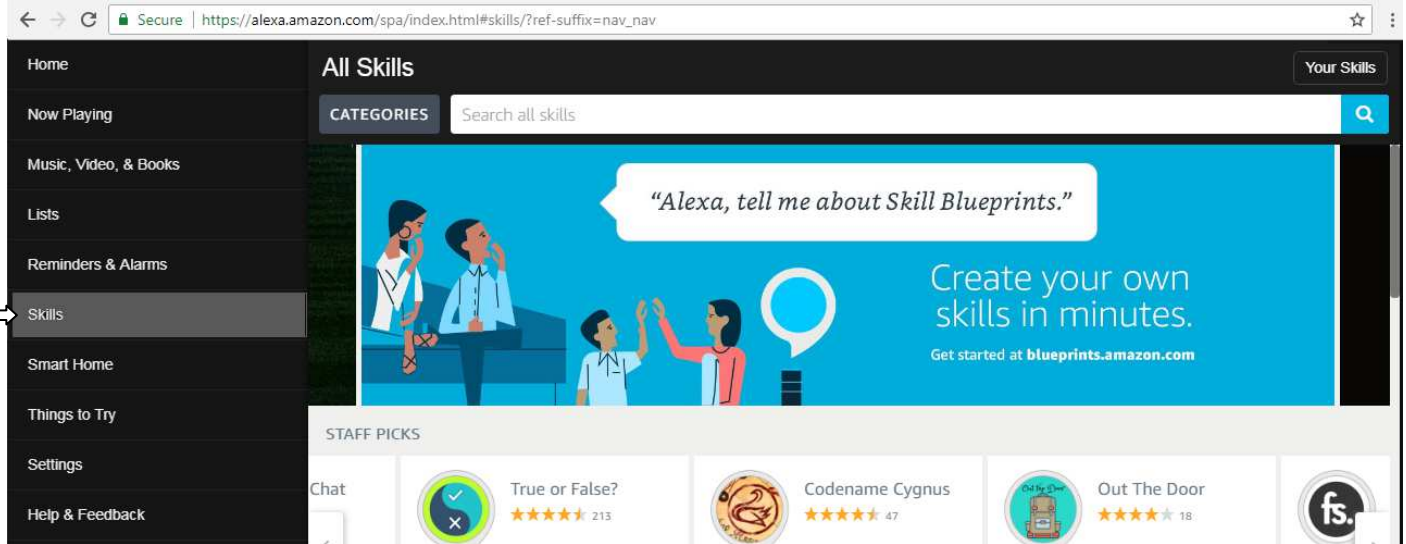 Secure | https://alexa.amazon.com/spa/index.html#skills/?ref-suffix=nav_nav
Home
Now Playing
Music, Video, & Books
Lists
Reminders & Alarms
Skills
Smart Home
Things to Try
Settings
Help & Feedback
All Skills
Your Skills
CATEGORIES
Search all skills
“Alexa, tell me about Skill Blueprints.”
Create your own
skills in minutes.
Get started at blueprints.amazon.com
STAFF PICKS
Chat
True or False?
213
Codename Cygnus
47
Out The Door
18
Out The Door
fs.